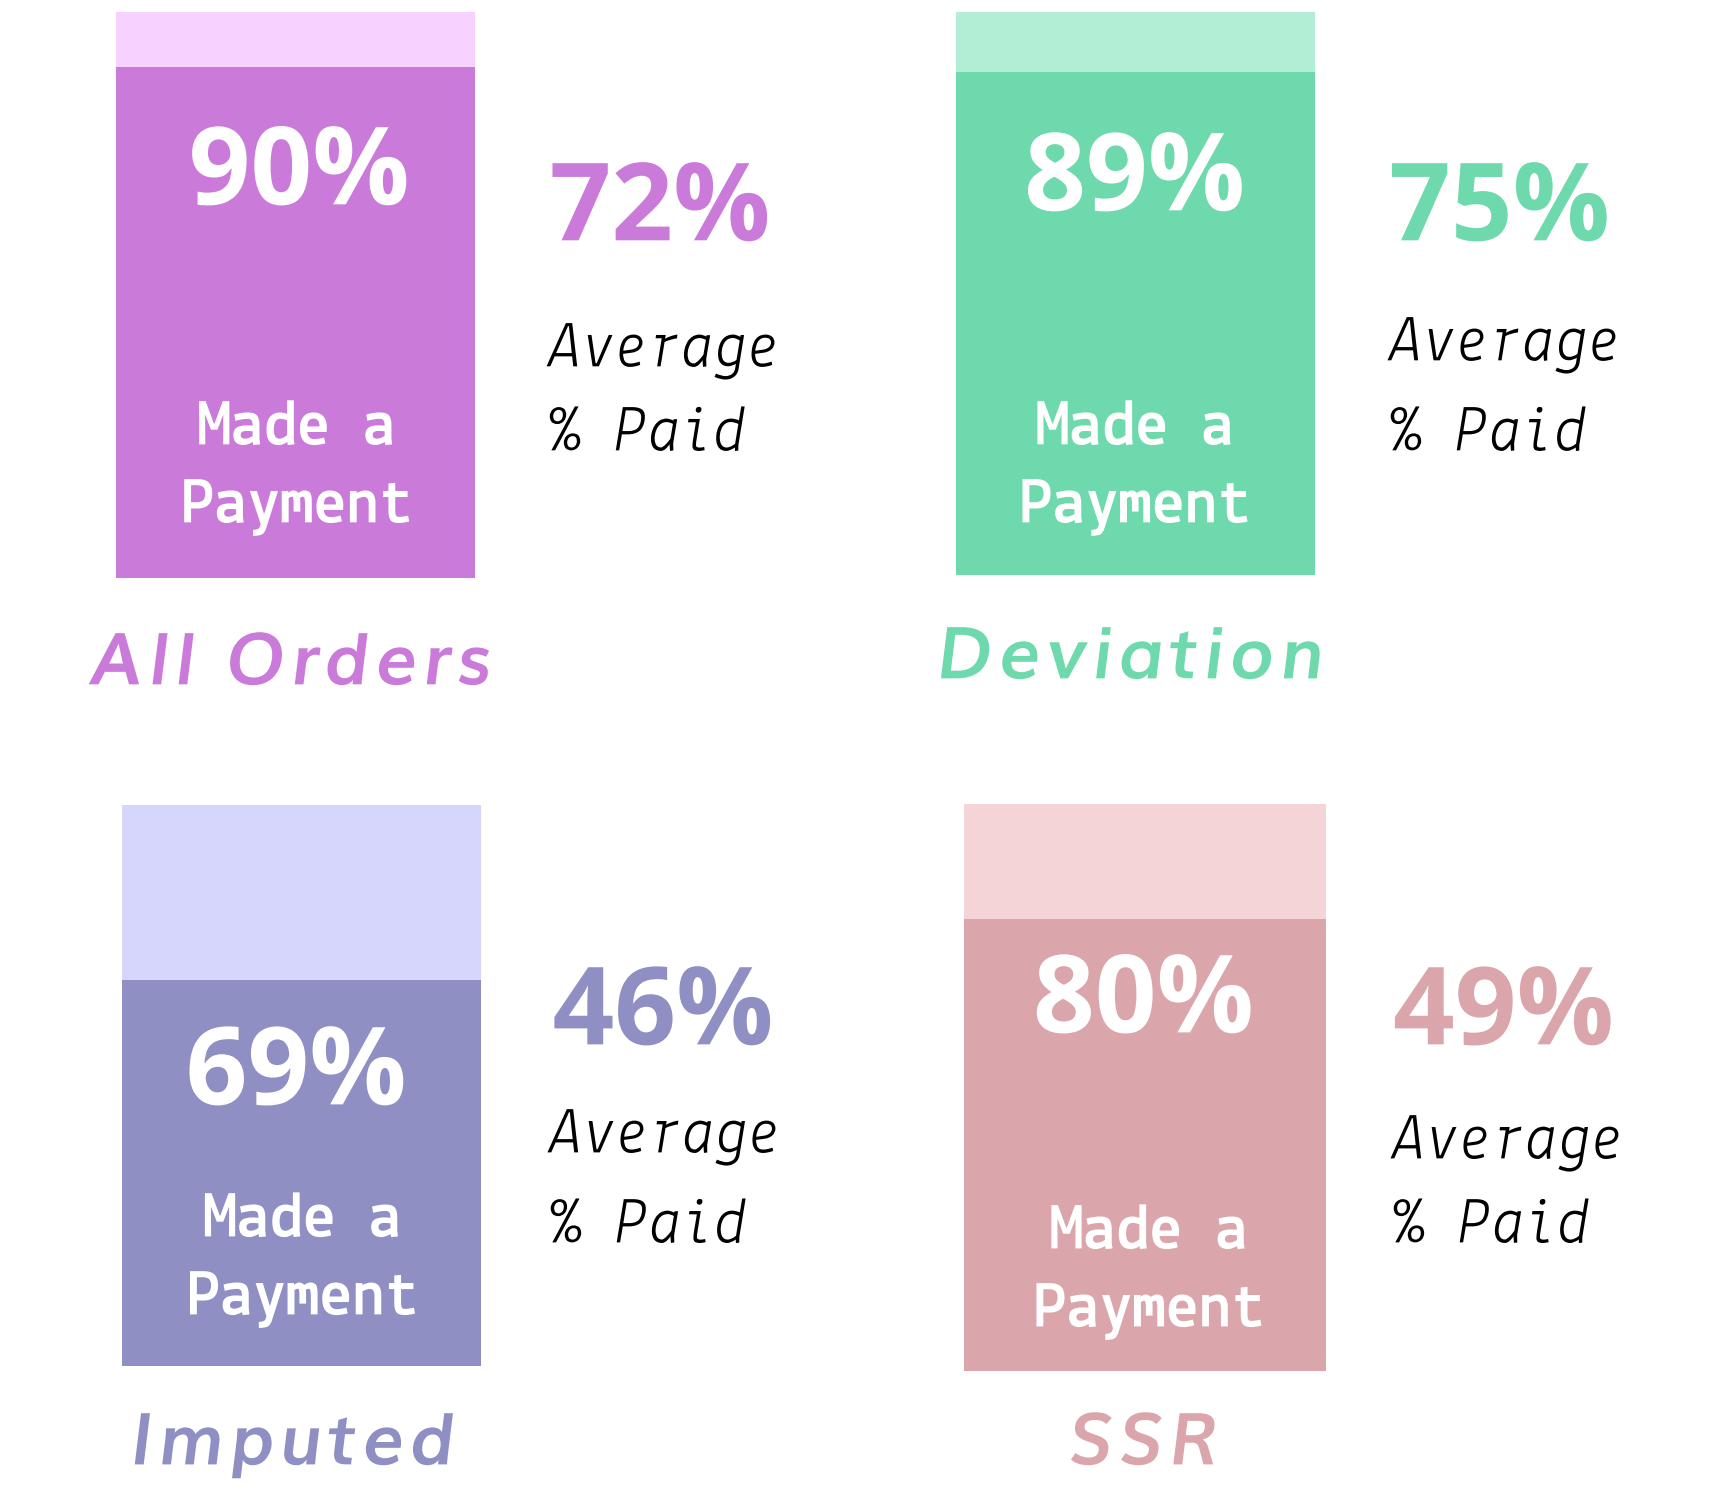 90%
Made a
Payment
72%
Average
% Paid
All Orders
89%
Made a
Payment
75%
Average
% Paid
Deviation
69%
Made a
Payment
46%
Average
% Paid
Imputed
80%
Made a
Payment
49%
Average
% Paid
SSR